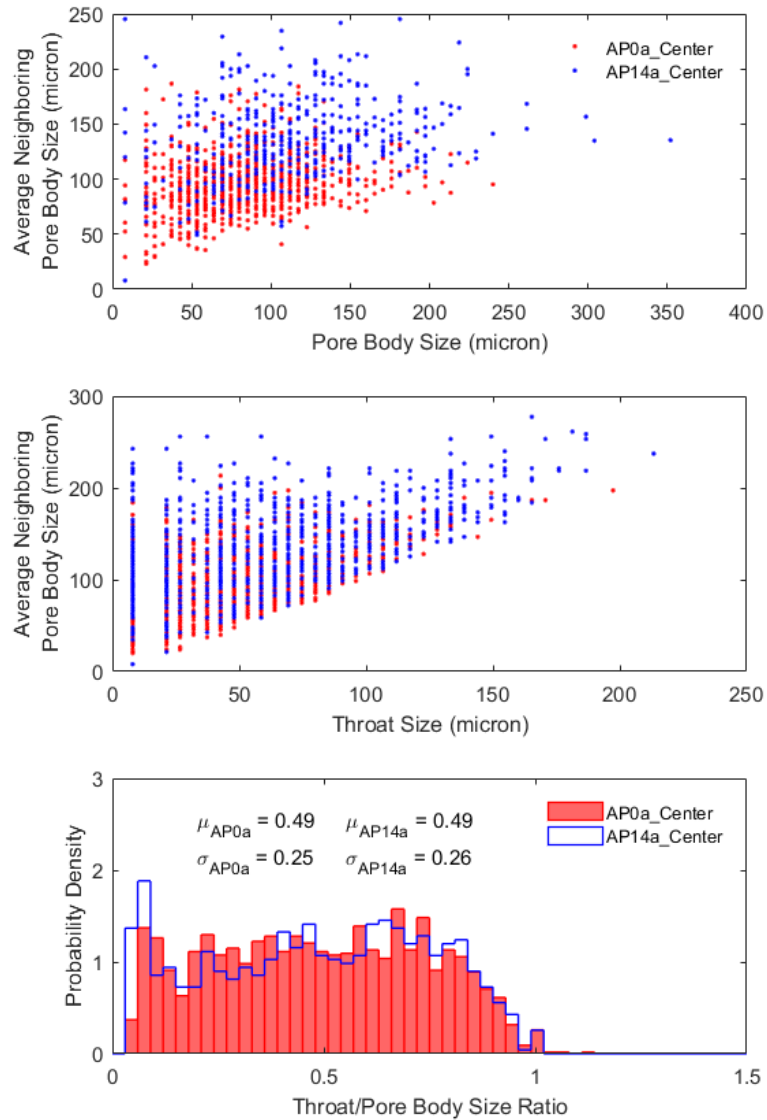 250
200
150
100
50
0
Average Neighboring
Pore Body Size (micron)
AP0a_Center
AP14a_Center
0 50 100 150 200 250 300 350 400
Pore Body Size (micron)
300
200
100
0
Average Neighboring
Pore Body Size (micron)
0 50 100 150 200 250
Throat Size (micron)
3
2
1
0
Probability Density
μAP0a = 0.49 μAP14a = 0.49
σAP0a = 0.25 σAP14a = 0.26
AP0a_Center
AP14a_Center
0 0.5 1 1.5
Throat/Pore Body Size Ratio